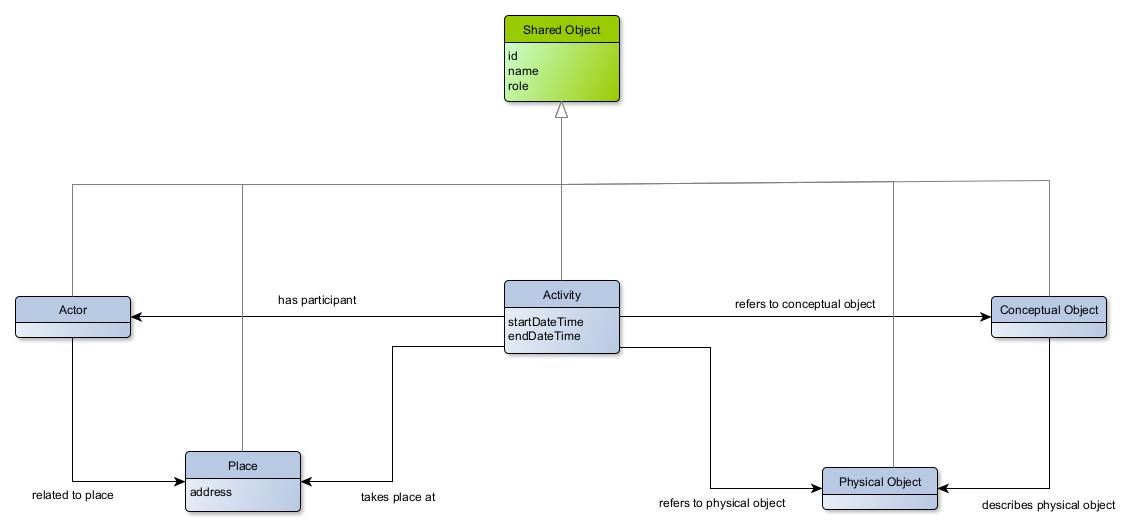 Shared Object
id
name
role
Actor
has participant
Activity
startDateTime
endDateTime
refers to conceptual object
Conceptual Object
related to place
Place
address
takes place at
refers to physical object
Physical Object
describes physical object